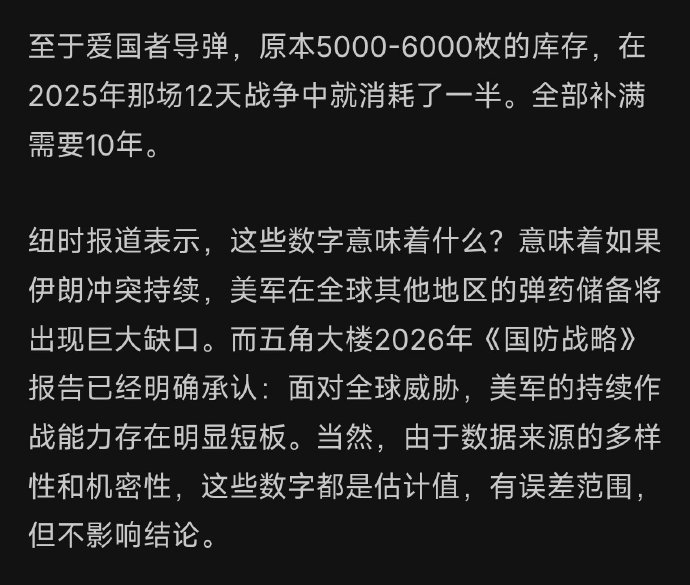 至于爱国者导弹，原本5000-6000枚的库存，在
2025年那场12天战争中就消耗了一半。全部补满
需要10年。
纽时报道表示，这些数字意味着什么？意味着如果
伊朗冲突持续，美军在全球其他地区的弹药储备将
出现巨大缺口。而五角大楼2026年《国防战略》
报告已经明确承认：面对全球威胁，美军的持续作
战能力存在明显短板。当然，由于数据来源的多样
性和机密性，这些数字都是估计值，有误差范围，
但不影响结论。